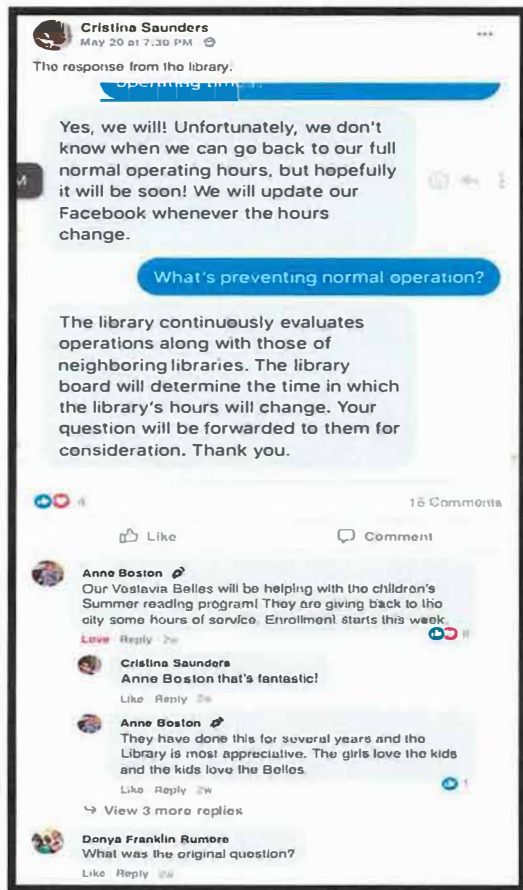 Cristina Saunders
May 20 at 7:30 PM
The response from the library.
Yes, we will! Unfortunately, we don't
know when we can go back to our full
normal operating hours, but hopefully
it will be soon! We will update our
Facebook whenever the hours
change.
M
What's preventing normal operation?
The library continuously evaluates
operations along with those of
neighboring libraries. The library
board will determine the time in which
the library's hours will change. Your
question will be forwarded to them for
consideration. Thank you.
4
Like
Comment
Anne Boston
Our Vestavia Belles will be helping with the children's
Summer reading program! They are giving back to the
city some hours of service. Enrollment starts this week.
Love Reply 2w
Cristina Saunders
Anne Boston that's fantastic!
Like Reply 2w
Anne Boston
They have done this for several years and the
Library is most appreciative. The girls love the kids
and the kids love the Belles
Like Reply 2w
1
View 3 more replies
Donya Franklin Rumore
What was the original question?
Like Reply 2w